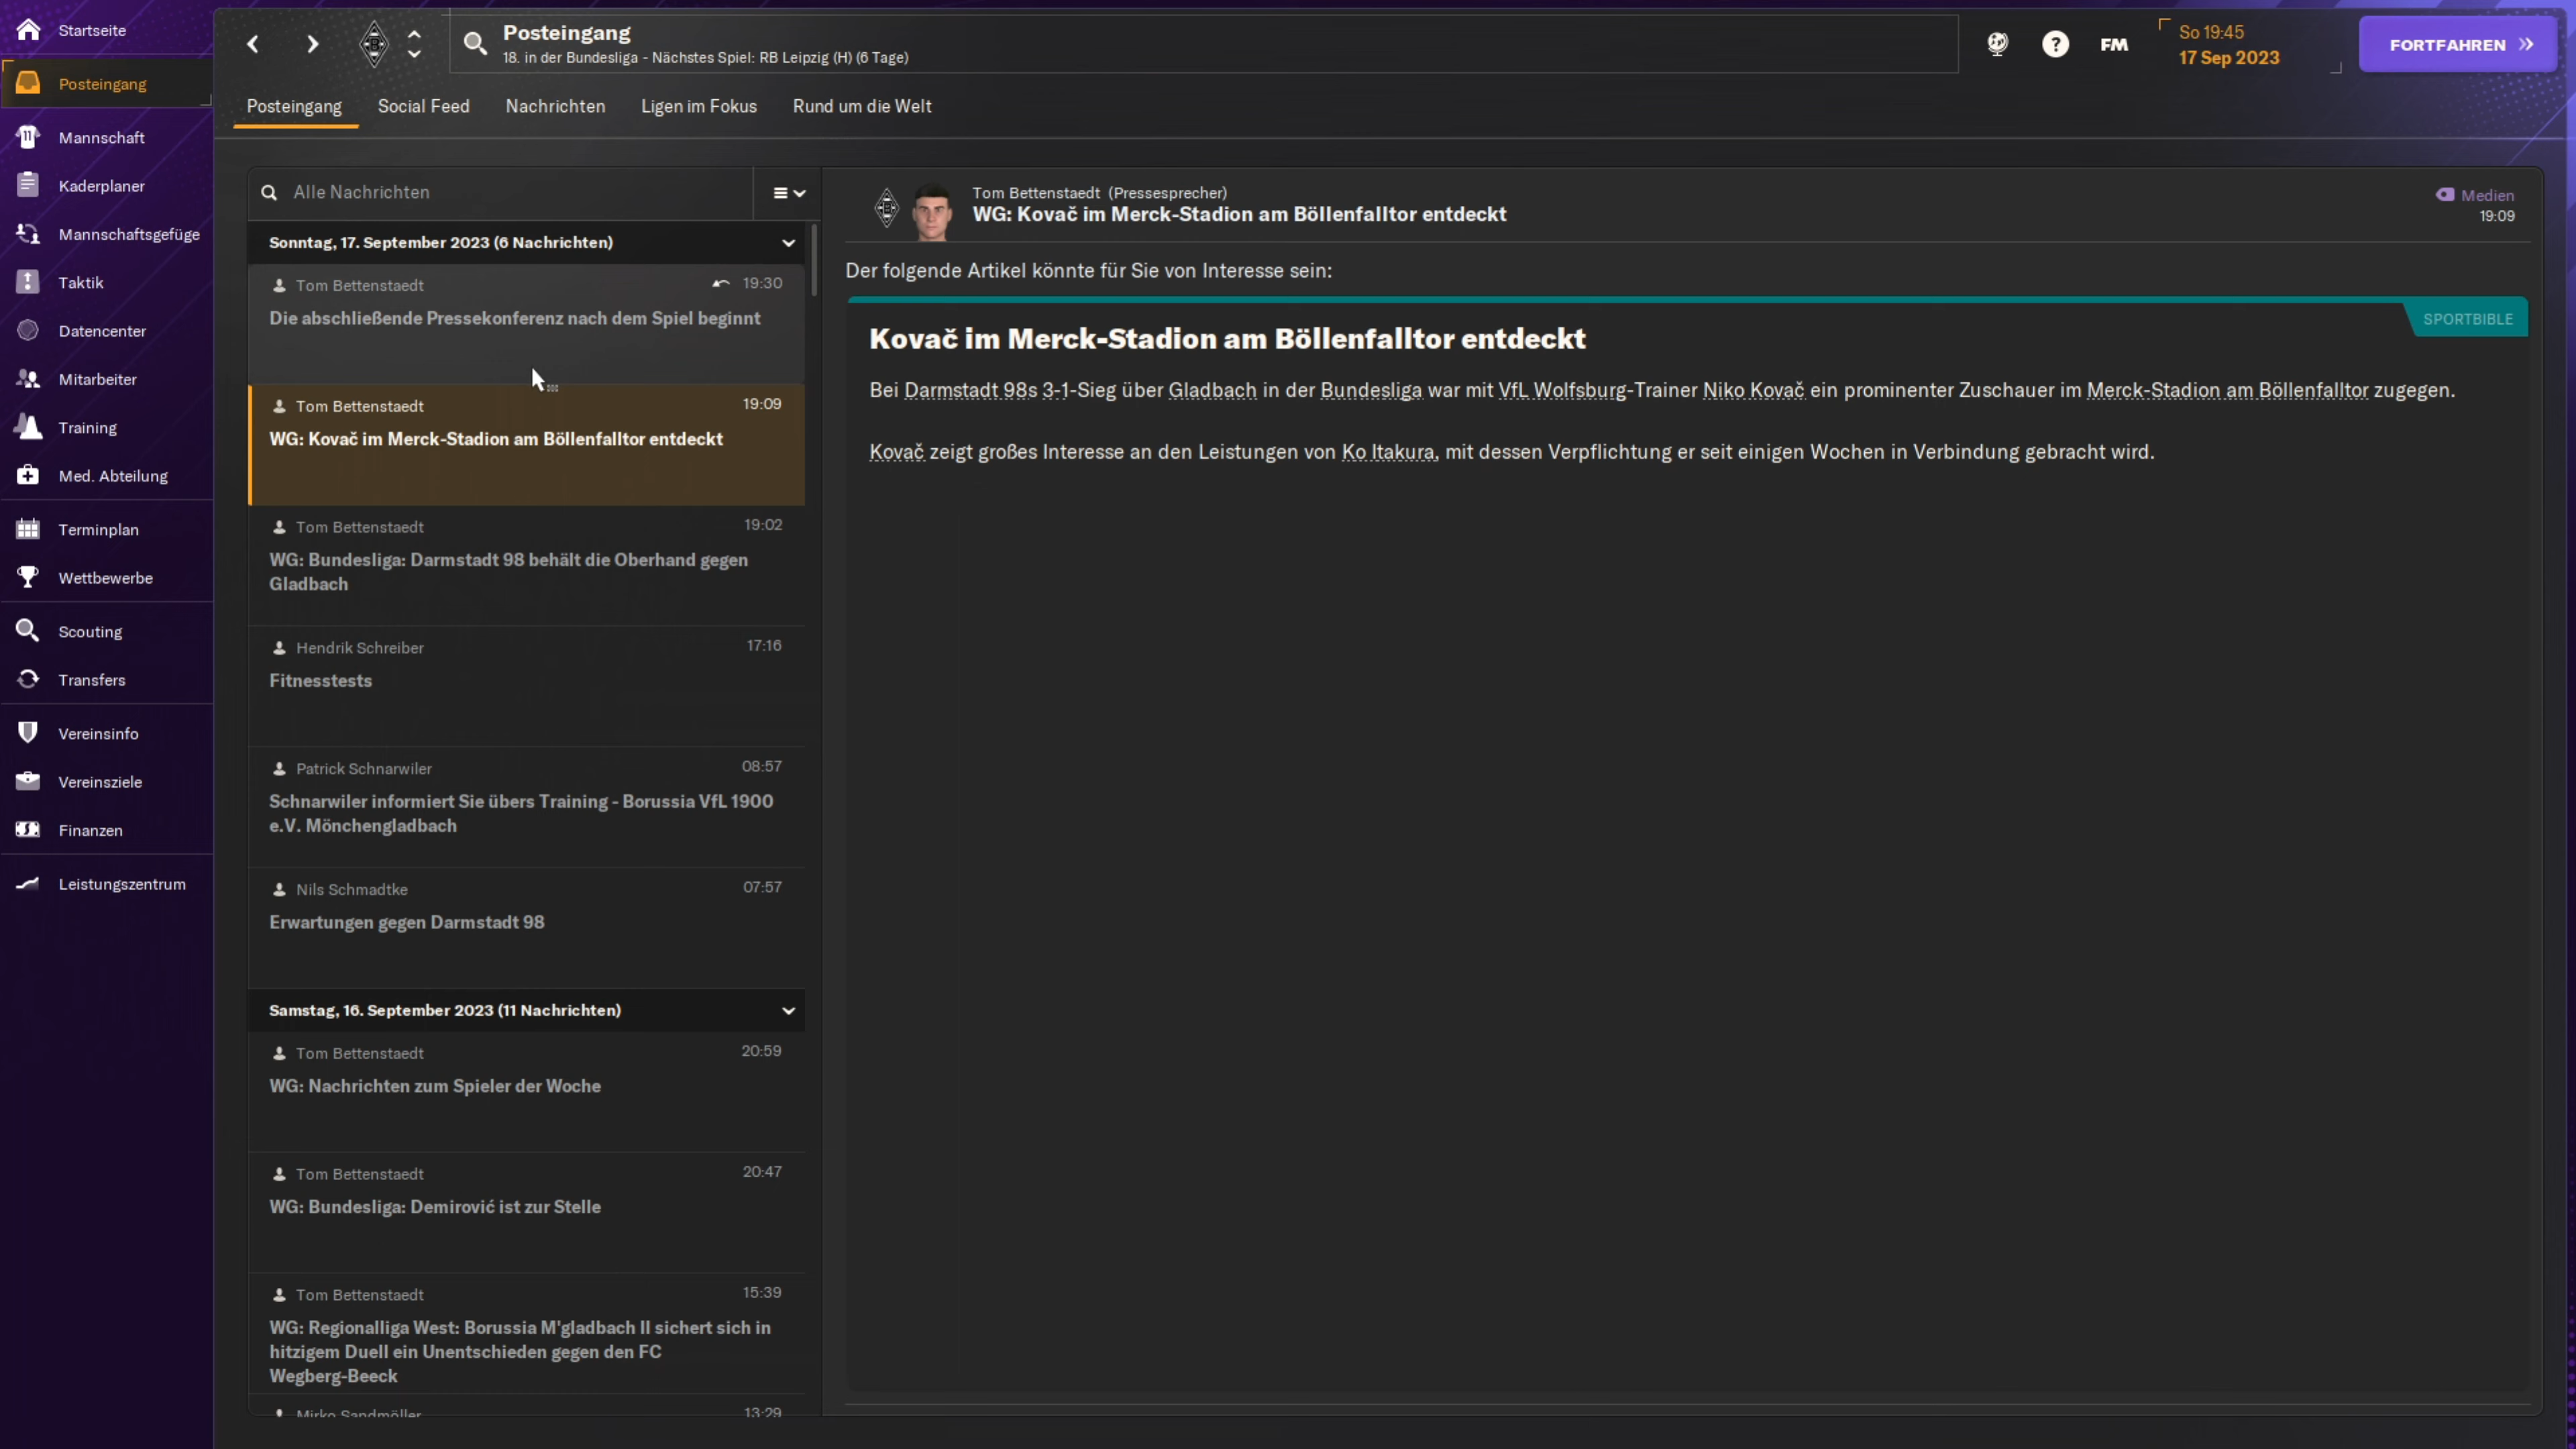 Startseite
Posteingang
Mannschaft
Kaderplaner
Mannschaftsgefüge
Taktik
Datencenter
Mitarbeiter
Training
Med. Abteilung
Terminplan
Wettbewerbe
Scouting
Transfers
Vereinsinfo
Vereinsziele
Finanzen
Leistungszentrum
Posteingang
18. in der Bundesliga - Nächstes Spiel: RB Leipzig (H) (6 Tage)
FM
So 19:45
17 Sep 2023
FORTFAHREN
Posteingang Social Feed Nachrichten Ligen im Fokus Rund um die Welt
Alle Nachrichten
Sonntag, 17. September 2023 (6 Nachrichten)
Tom Bettenstaedt 19:30
Die abschließende Pressekonferenz nach dem Spiel beginnt
Tom Bettenstaedt 19:09
WG: Kovač im Merck-Stadion am Böllenfalltor entdeckt
Tom Bettenstaedt 19:02
WG: Bundesliga: Darmstadt 98 behält die Oberhand gegen
Gladbach
Hendrik Schreiber 17:16
Fitnesstests
Patrick Schnarwiler 08:57
Schnarwiler informiert Sie übers Training - Borussia VfL 1900
e.V. Mönchengladbach
Nils Schmadtke 07:57
Erwartungen gegen Darmstadt 98
Samstag, 16. September 2023 (11 Nachrichten)
Tom Bettenstaedt 20:59
WG: Nachrichten zum Spieler der Woche
Tom Bettenstaedt 20:47
WG: Bundesliga: Demirović ist zur Stelle
Tom Bettenstaedt 15:39
WG: Regionalliga West: Borussia M'gladbach II sichert sich in
hitzigem Duell ein Unentschieden gegen den FC
Wegberg-Beeck
Mirko Sandmöller 13:29
Tom Bettenstaedt (Pressesprecher)
WG: Kovač im Merck-Stadion am Böllenfalltor entdeckt
Medien
19:09
Der folgende Artikel könnte für Sie von Interesse sein:
SPORTBIBLE
Kovač im Merck-Stadion am Böllenfalltor entdeckt
Bei Darmstadt 98s 3-1-Sieg über Gladbach in der Bundesliga war mit VfL Wolfsburg-Trainer Niko Kovač ein prominenter Zuschauer im Merck-Stadion am Böllenfalltor zugegen.
Kovač zeigt großes Interesse an den Leistungen von Ko Itakura, mit dessen Verpflichtung er seit einigen Wochen in Verbindung gebracht wird.